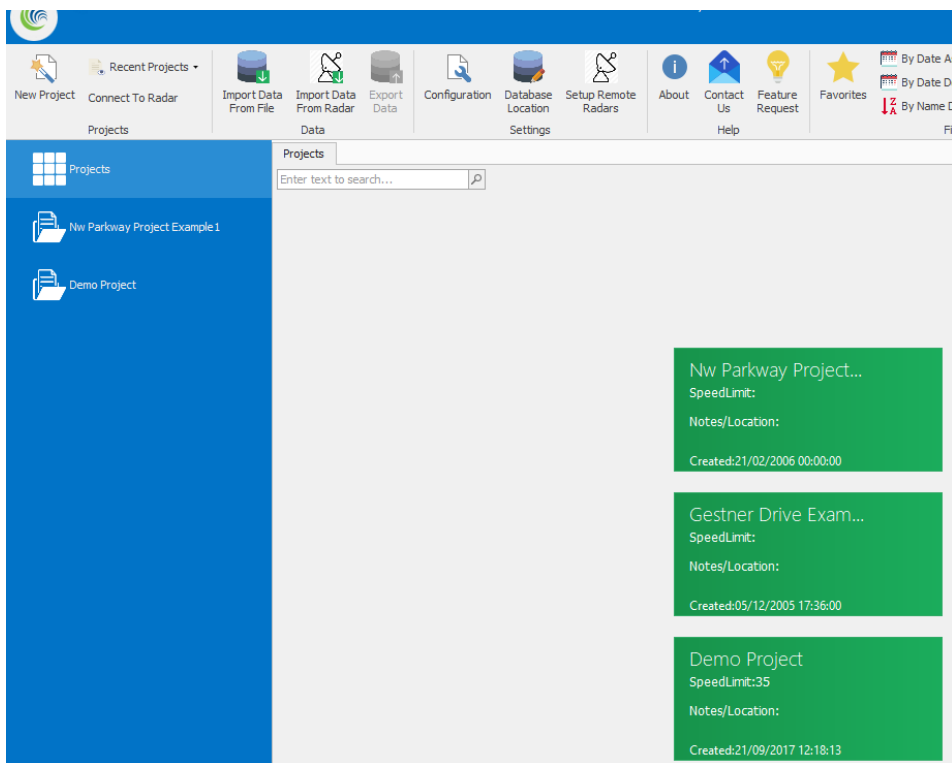 New Project
Recent Projects
Connect To Radar
Projects
Import Data
From File
Import Data
From Radar
Export
Data
Data
Configuration
Database
Location
Setup Remote
Radars
Settings
About
Contact
Us
Feature
Request
Help
Favorites
By Date A
By Date D
By Name D
Fi
Projects
Nw Parkway Project Example1
Demo Project
Projects
Enter text to search...
Nw Parkway Project...
SpeedLimit:
Notes/Location:
Created:21/02/2006 00:00:00
Gestner Drive Exam...
SpeedLimit:
Notes/Location:
Created:05/12/2005 17:36:00
Demo Project
SpeedLimit:35
Notes/Location:
Created:21/09/2017 12:18:13